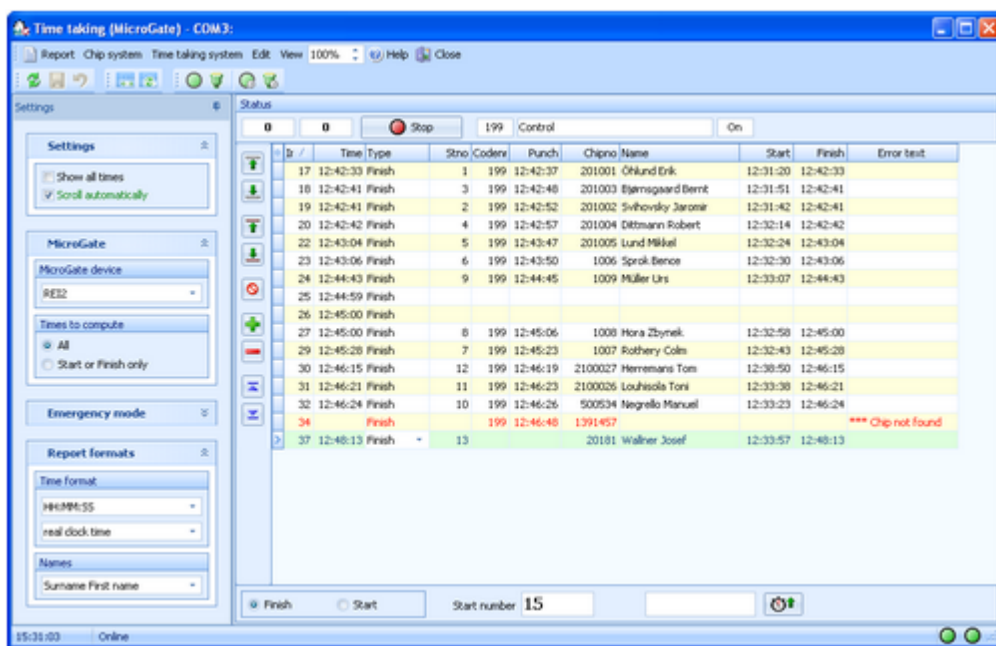 Time taking (MicroGate) - COM3:
Report Chip system Time taking system Edit View 100% Help Close
Settings
Status
0 0 Stop 199 Control On
Settings
Show all times
Scroll automatically
MicroGate
MicroGate device
REI2
Times to compute
All
Start or Finish only
Emergency mode
Report formats
Time format
HH:MM:SS
real clock time
Names
Surname First name
Time Type Stno Codenr Punch Chipno Name Start Finish Error text
17 12:42:33 Finish 1 199 12:42:37 201001 Öhlund Erik 12:31:20 12:42:33
18 12:42:41 Finish 3 199 12:42:48 201003 Bjørnsgaard Bernt 12:31:51 12:42:41
19 12:42:41 Finish 2 199 12:42:52 201002 Svihovsky Jaromir 12:31:42 12:42:41
20 12:42:42 Finish 4 199 12:42:57 201004 Dittmann Robert 12:32:14 12:42:42
22 12:43:04 Finish 5 199 12:43:47 201005 Lund Mikkel 12:32:24 12:43:04
23 12:43:06 Finish 6 199 12:43:50 1006 Sprok Bence 12:32:30 12:43:06
24 12:44:43 Finish 9 199 12:44:45 1009 Müller Urs 12:33:07 12:44:43
25 12:44:59 Finish
26 12:45:00 Finish
27 12:45:00 Finish 8 199 12:45:06 1008 Hora Zbynek 12:32:58 12:45:00
29 12:45:28 Finish 7 199 12:45:23 1007 Rothery Colm 12:32:43 12:45:28
30 12:46:15 Finish 12 199 12:46:19 2100027 Herremans Tom 12:38:50 12:46:15
31 12:46:21 Finish 11 199 12:46:23 2100026 Louhisola Toni 12:33:38 12:46:21
32 12:46:24 Finish 10 199 12:46:26 500534 Negrello Manuel 12:33:23 12:46:24
34 Finish 199 12:46:48 1391457 *** Chip not found
37 12:48:13 Finish 13 20181 Wallner Josef 12:33:57 12:48:13
Finish Start Start number 15
15:31:03 Online